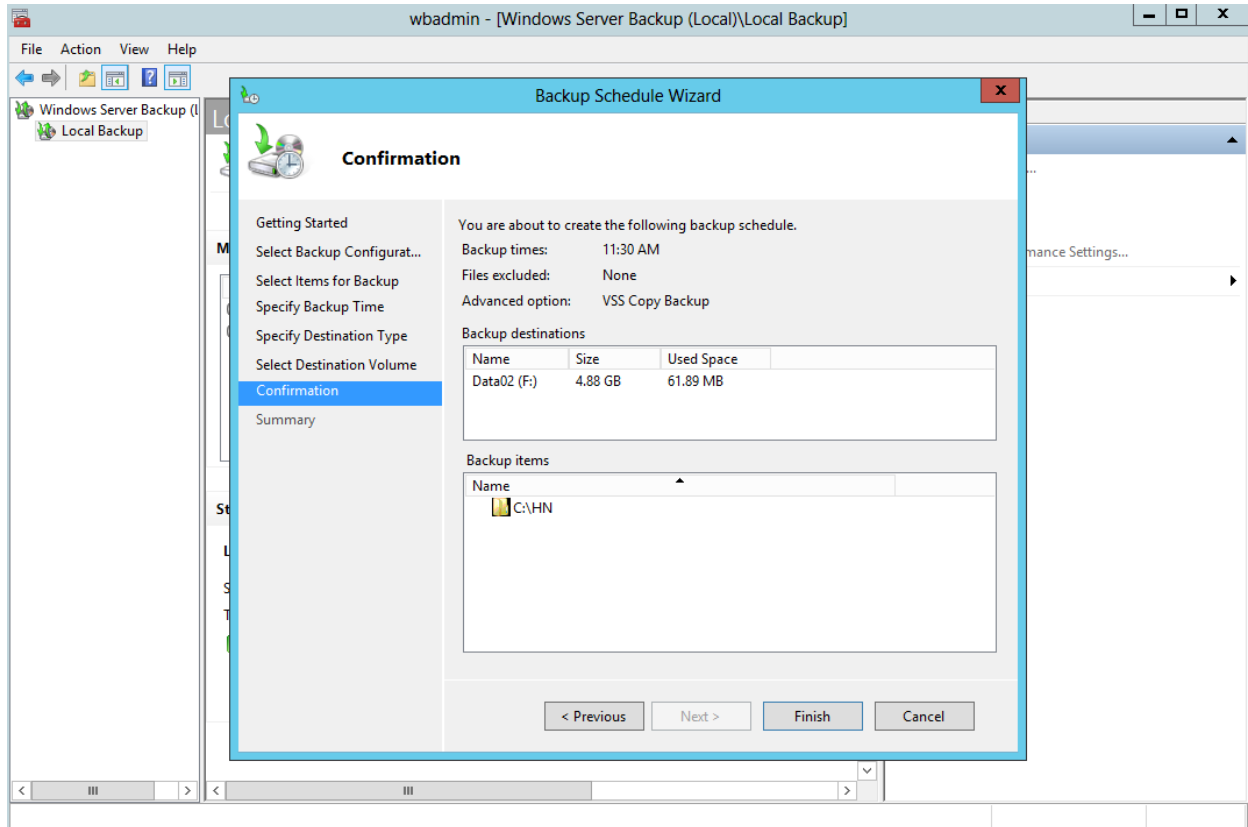 wbadmin - [Windows Server Backup (Local)\Local Backup]
File Action View Help
Windows Server Backup (L
Local Backup
Backup Schedule Wizard
x
Confirmation
Getting Started
Select Backup Configurat...
Select Items for Backup
Specify Backup Time
Specify Destination Type
Select Destination Volume
Confirmation
Summary
You are about to create the following backup schedule.
Backup times: 11:30 AM
Files excluded: None
Advanced option: VSS Copy Backup
Backup destinations
Name Size Used Space
Data02 (F:) 4.88 GB 61.89 MB
Backup items
Name
C:\HN
< Previous Next > Finish Cancel
...
mance Settings...
M
St